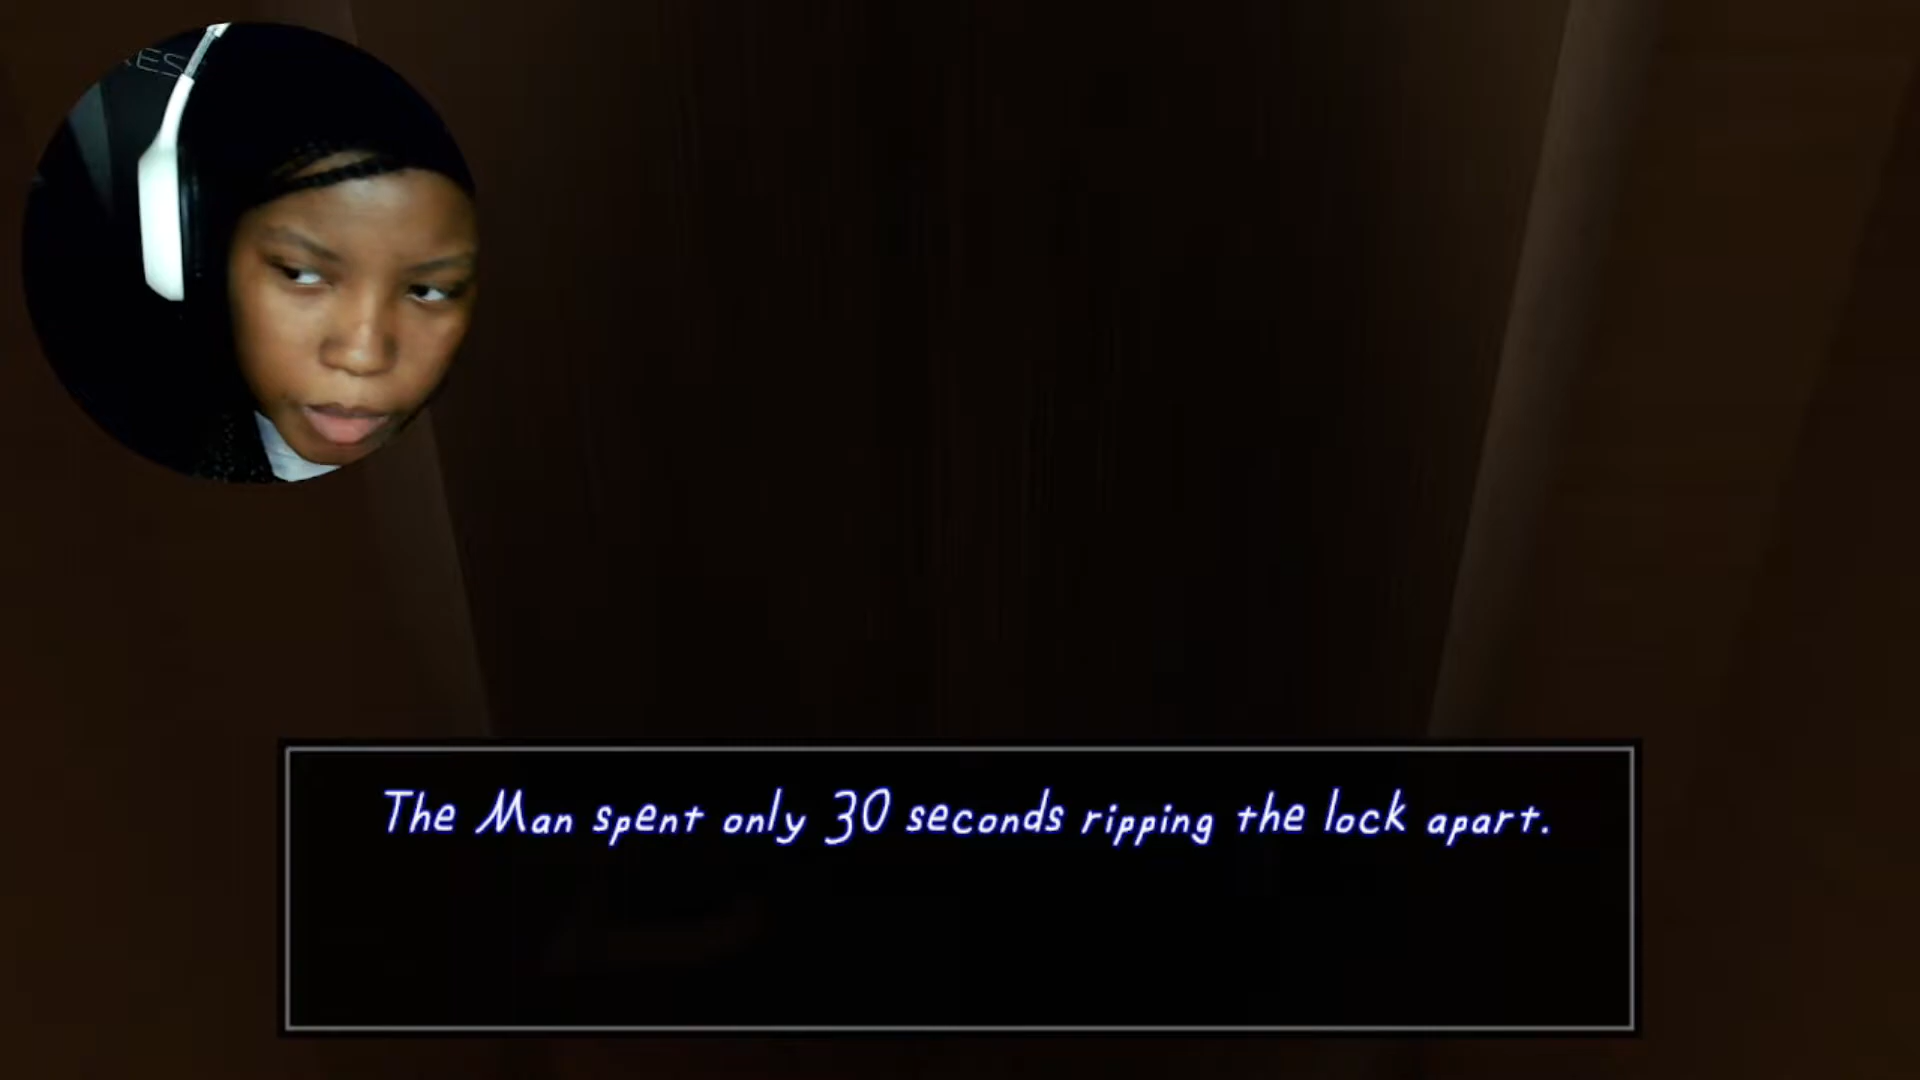 The Man spent only 30 seconds ripping the lock apart.